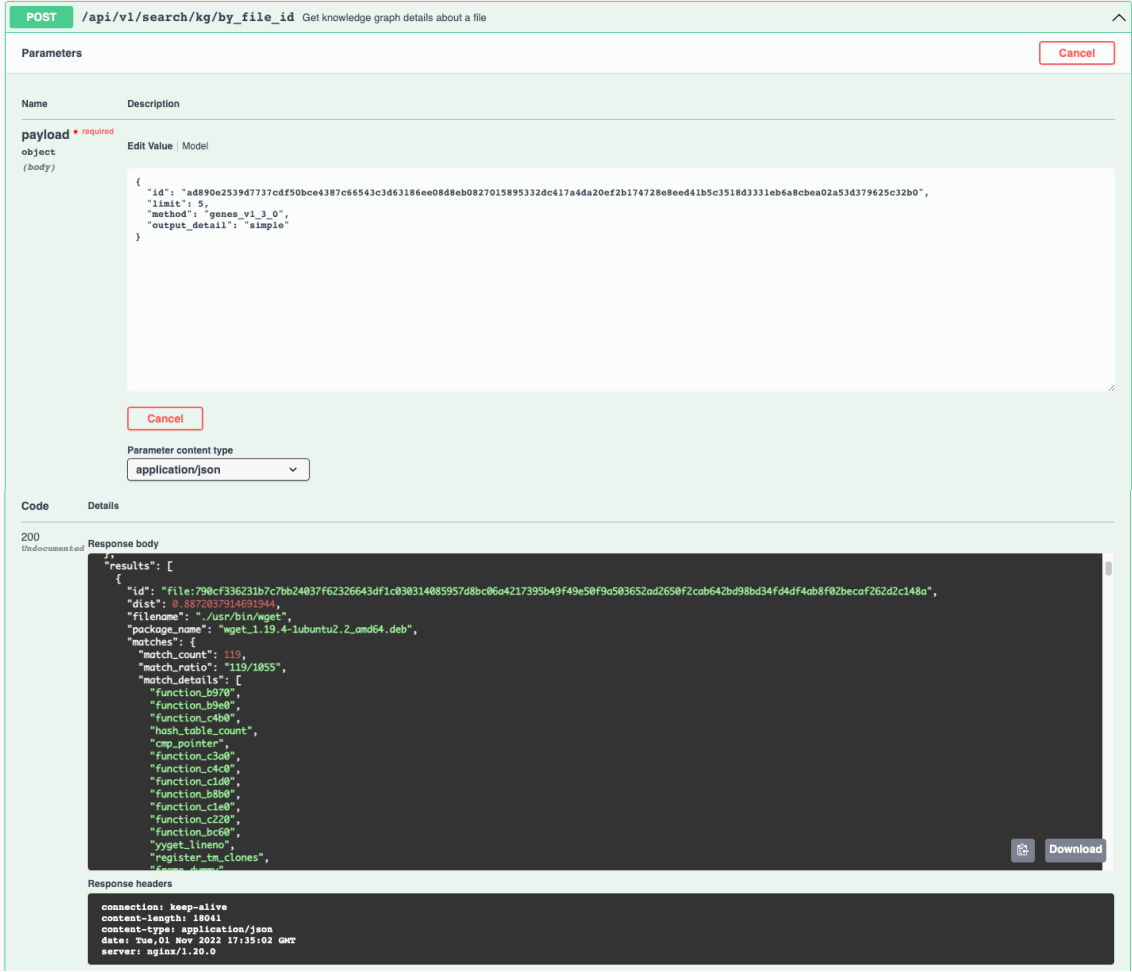 POST /api/v1/search/kg/by_file_id Get knowledge graph details about a file
Parameters
Cancel
Name Description
payload * required
object
(body)
Edit Value | Model
{
"id": "ad890e2539d7737cdf50bce4387c66543c3d63186ee08d8eb0827015895332dc417a4da20ef2b174728e8eed41b5c3518d3331eb6a8cbea02a53d379625c32b0",
"limit": 5,
"method": "genes_v1_3_0",
"output_detail": "simple"
}
Cancel
Parameter content type
application/json
Code Details
200
Undocumented
Response body
},
"results": [
{
"id": "file:790cf336231b7c7bb24037f62326643df1c030314085957d8bc06a4217395b49f49e50f9a503652ad2650f2cab642bd98bd34fd4df4ab8f02becaf262d2c148a",
"dist": 0.8872037914691944,
"filename": "./usr/bin/wget",
"package_name": "wget_1.19.4-1ubuntu2.2_amd64.deb",
"matches": {
"match_count": 119,
"match_ratio": "119/1055",
"match_details": [
"function_b970",
"function_b9e0",
"function_c4b0",
"hash_table_count",
"cmp_pointer",
"function_c3a0",
"function_c4c0",
"function_c1d0",
"function_b8b0",
"function_c1e0",
"function_c220",
"function_bc60",
"yyget_lineno",
"register_tm_clones",
"frame_dummy"
Download
Response headers
connection: keep-alive
content-length: 18041
content-type: application/json
date: Tue,01 Nov 2022 17:35:02 GMT
server: nginx/1.20.0